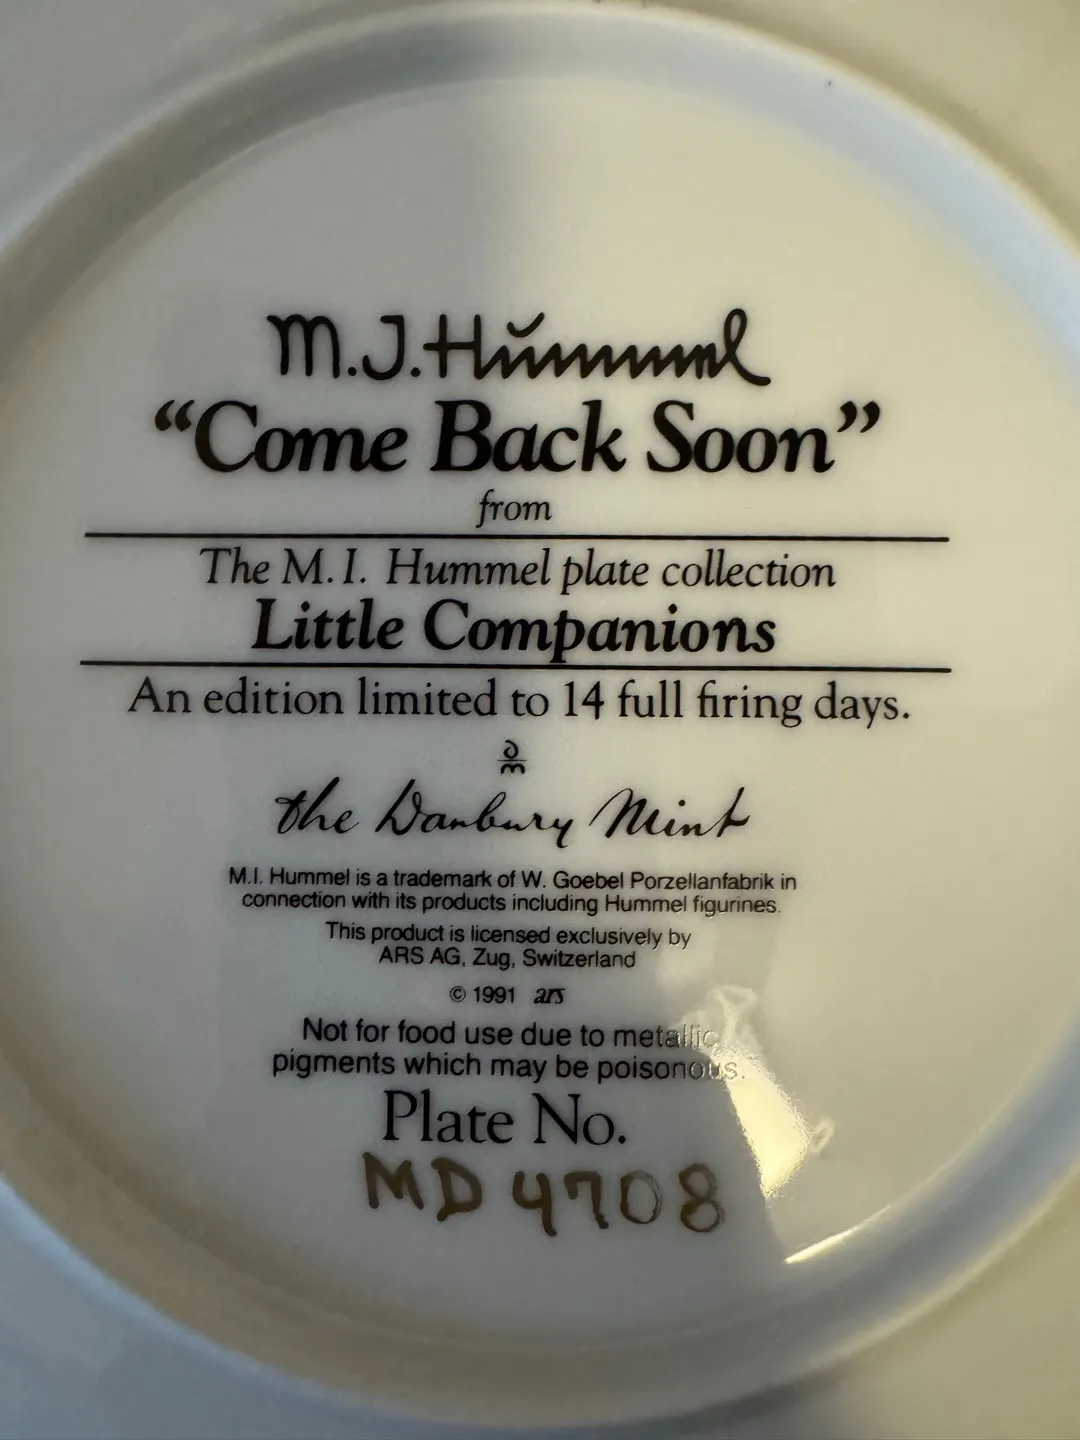 M.J. Hummel
“Come Back Soon”
from
The M. I. Hummel plate collection
Little Companions
An edition limited to 14 full firing days.
the Danbury Mint
M.I. Hummel is a trademark of W. Goebel Porzellanfabrik in
connection with its products including Hummel figurines.
This product is licensed exclusively by
ARS AG, Zug, Switzerland
© 1991 ars
Not for food use due to metallic
pigments which may be poisonous.
Plate No.
MD 4708